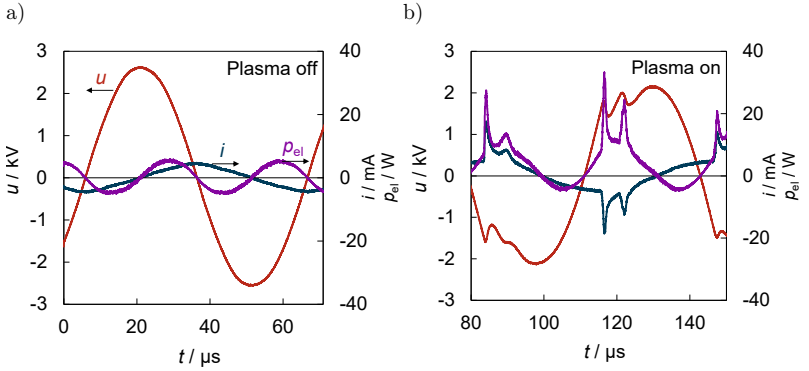 a)
b)
3
2
1
0
-1
-2
-3
u / kV
40
20
0
-20
-40
i / mA
p_el / W
Plasma off
u
i
p_el
0
20
40
60
t / μs
3
2
1
0
-1
-2
-3
u / kV
40
20
0
-20
-40
i / mA
p_el / W
Plasma on
80
100
120
140
t / μs